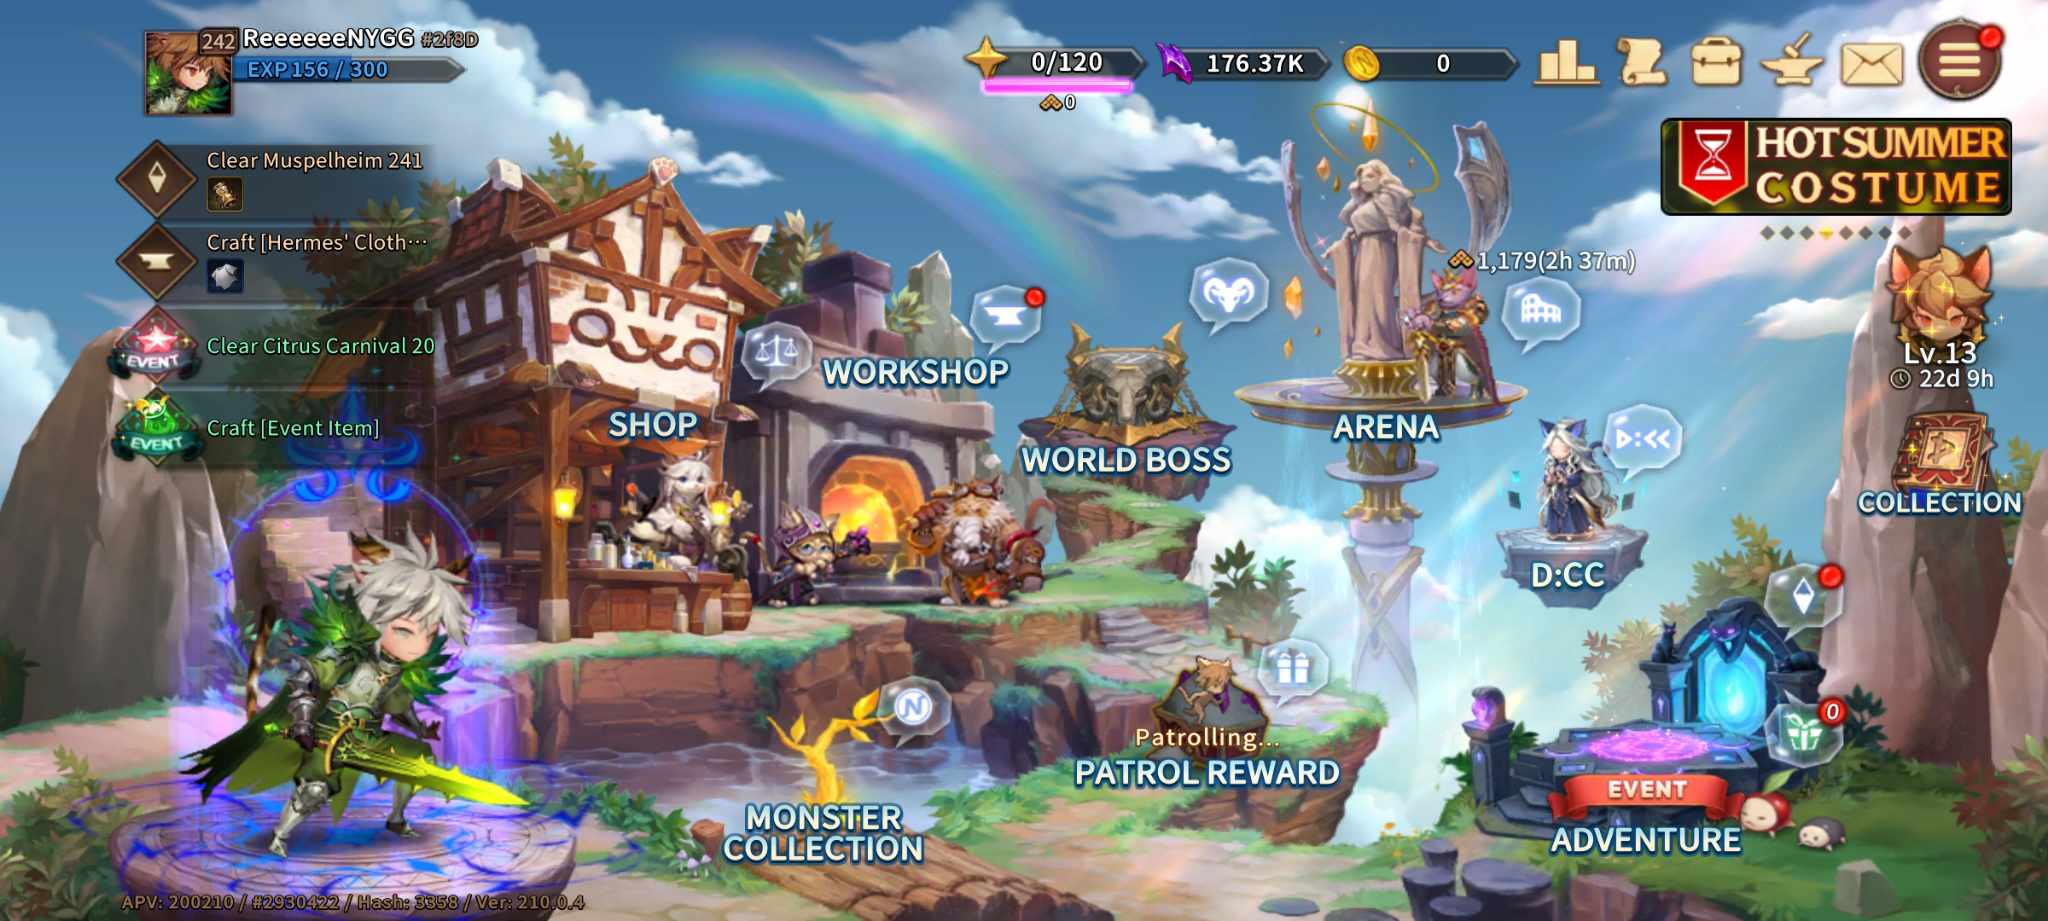 242 ReeeeeeNYGG #2f8D
EXP 156 / 300
0/120
0
176.37K
0
HOT SUMMER
COSTUME
Clear Muspelheim 241
Craft [Hermes' Cloth···
EVENT
Clear Citrus Carnival 20
EVENT
Craft [Event Item]
SHOP
WORKSHOP
WORLD BOSS
1,179(2h 37m)
ARENA
D:<<
D:CC
Lv.13
22d 9h
COLLECTION
N
MONSTER
COLLECTION
Patrolling...
PATROL REWARD
0
EVENT
ADVENTURE
APV: 200210 / #2930422 / Hash: 3358 / Ver: 210.0.4